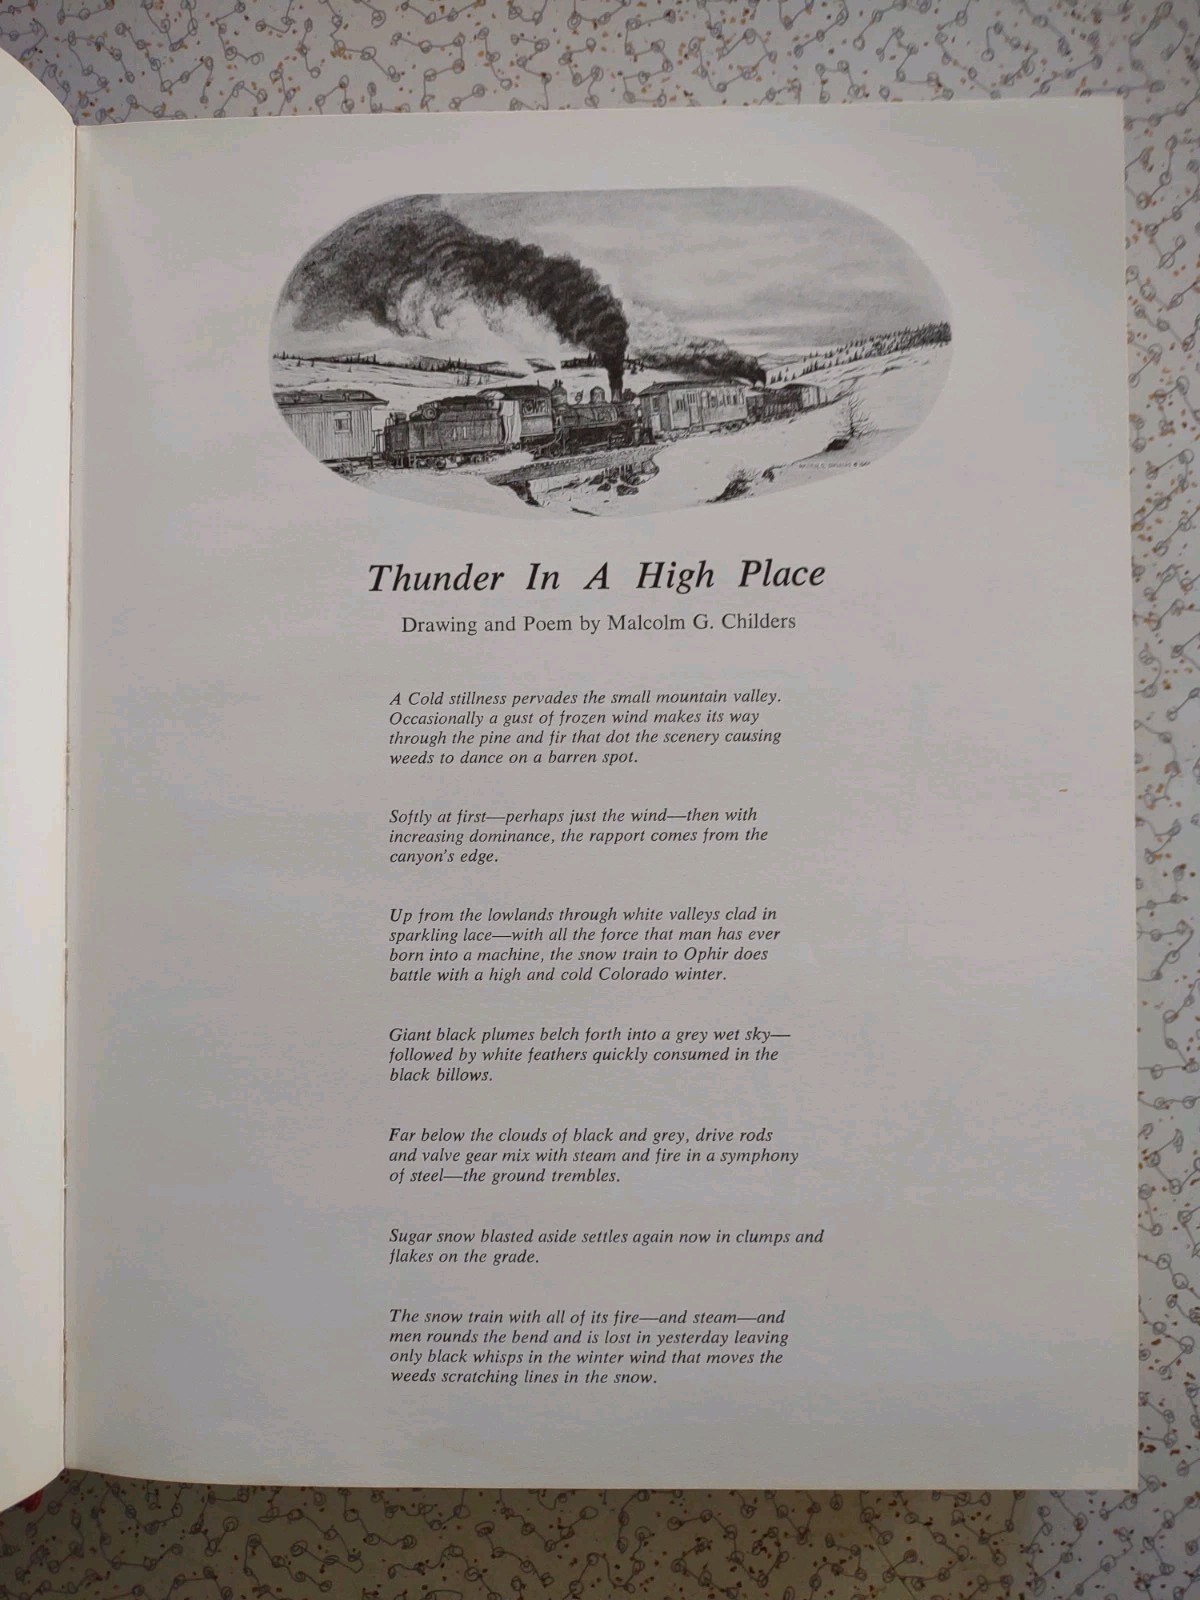 Thunder In A High Place
Drawing and Poem by Malcolm G. Childers
A Cold stillness pervades the small mountain valley.
Occasionally a gust of frozen wind makes its way
through the pine and fir that dot the scenery causing
weeds to dance on a barren spot.
Softly at first—perhaps just the wind—then with
increasing dominance, the rapport comes from the
canyon's edge.
Up from the lowlands through white valleys clad in
sparkling lace—with all the force that man has ever
born into a machine, the snow train to Ophir does
battle with a high and cold Colorado winter.
Giant black plumes belch forth into a grey wet sky—
followed by white feathers quickly consumed in the
black billows.
Far below the clouds of black and grey, drive rods
and valve gear mix with steam and fire in a symphony
of steel—the ground trembles.
Sugar snow blasted aside settles again now in clumps and
flakes on the grade.
The snow train with all of its fire—and steam—and
men rounds the bend and is lost in yesterday leaving
only black whisps in the winter wind that moves the
weeds scratching lines in the snow.